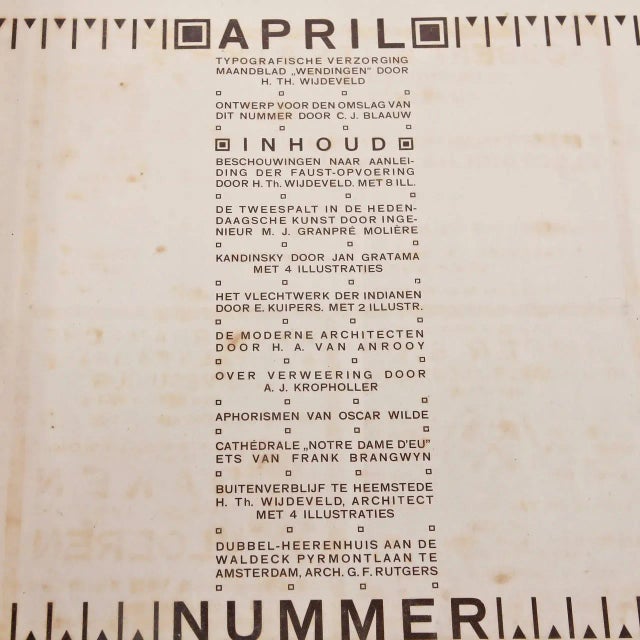 APRIL
TYPOGRAFISCHE VERZORGING
MAANDBLAD „WENDINGEN” DOOR
H. TH. WIJDEVELD
ONTWERP VOOR DEN OMSLAG VAN
DIT NUMMER DOOR C. J. BLAAUW
INHOUD
BESCHOUWINGEN NAAR AANLEI-
DING DER FAUST-OPVOERING
DOOR H. Th. WIJDEVELD. MET 8 ILL.
DE TWEESPALT IN DE HEDEN-
DAAGSCHE KUNST DOOR INGE-
NIEUR M. J. GRANPRÉ MOLIÈRE
KANDINSKY DOOR JAN GRATAMA
MET 4 ILLUSTRATIES
HET VLECHTWERK DER INDIANEN
DOOR E. KUIPERS. MET 2 ILLUSTR.
DE MODERNE ARCHITECTEN
DOOR H. A. VAN ANROOY
OVER VERWEERING DOOR
A. J. KROPHOLLER
APHORISMEN VAN OSCAR WILDE
CATHÉDRALE „NOTRE DAME D'EU”
ETS VAN FRANK BRANGWYN
BUITENVERBLIJF TE HEEMSTEDE
H. Th. WIJDEVELD, ARCHITECT
MET 4 ILLUSTRATIES
DUBBEL-HEERENHUIS AAN DE
WALDECK PYRMONTLAAN TE
AMSTERDAM, ARCH. G. F. RUTGERS
NUMMER